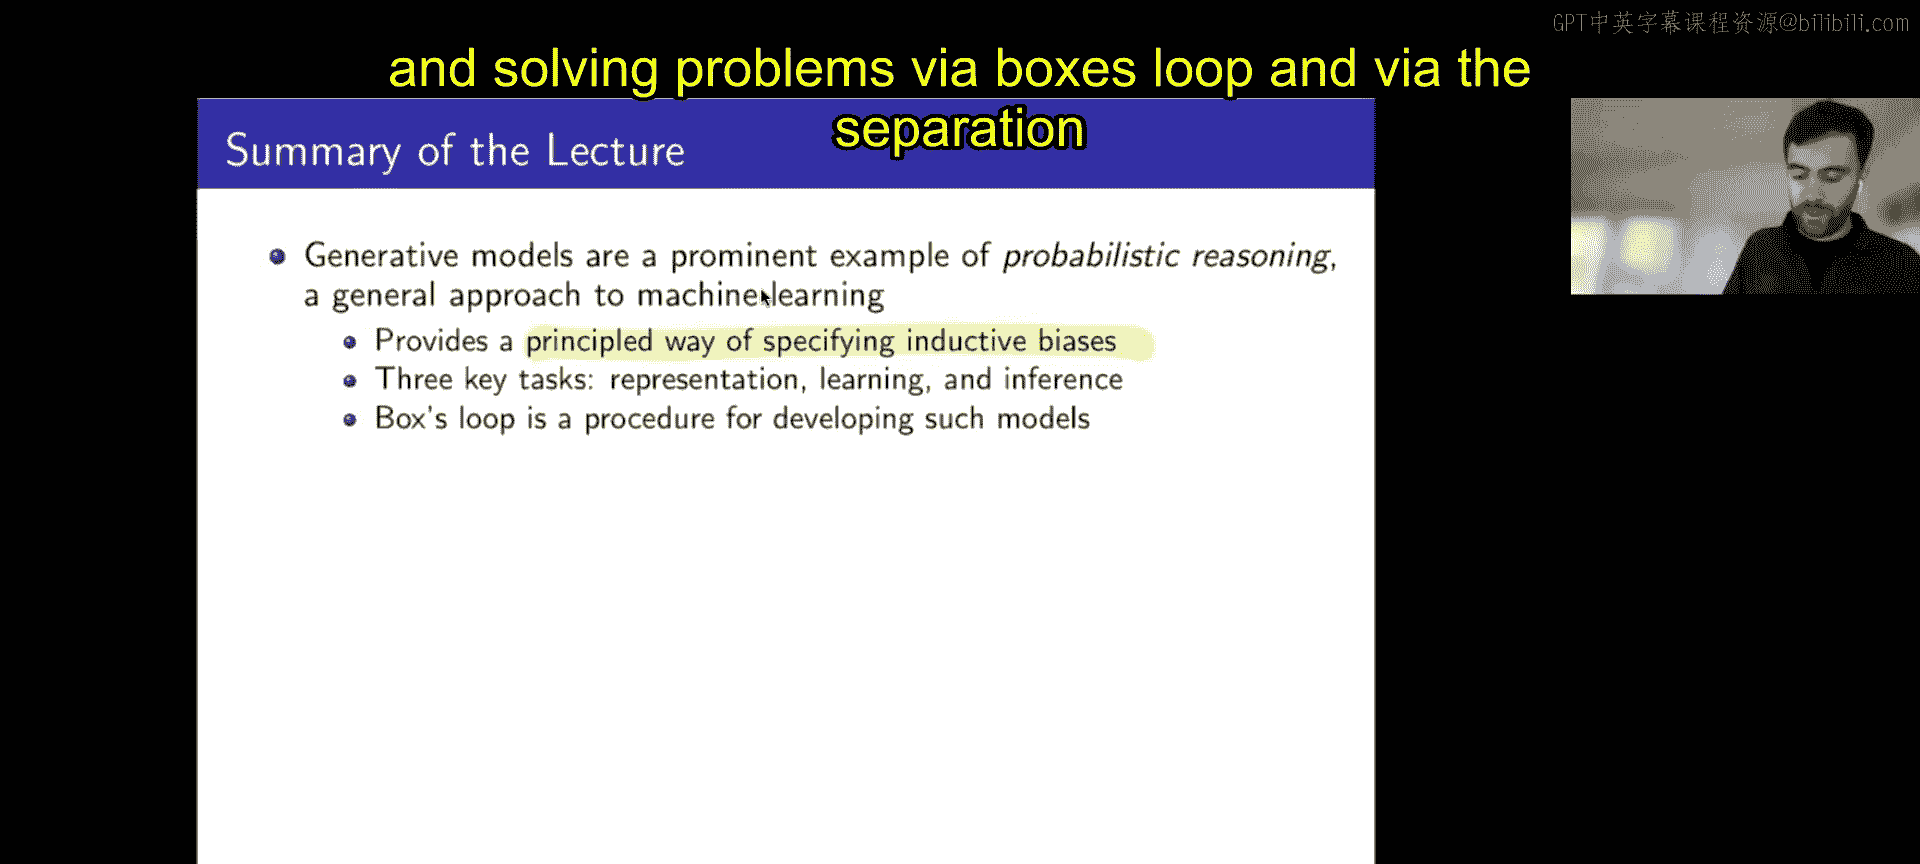 GPT中英字幕课程资源@bilibili.com
and solving problems via boxes loop and via the
separation
Summary of the Lecture
Generative models are a prominent example of probabilistic reasoning,
a general approach to machine learning
Provides a principled way of specifying inductive biases
Three key tasks: representation, learning, and inference
Box's loop is a procedure for developing such models